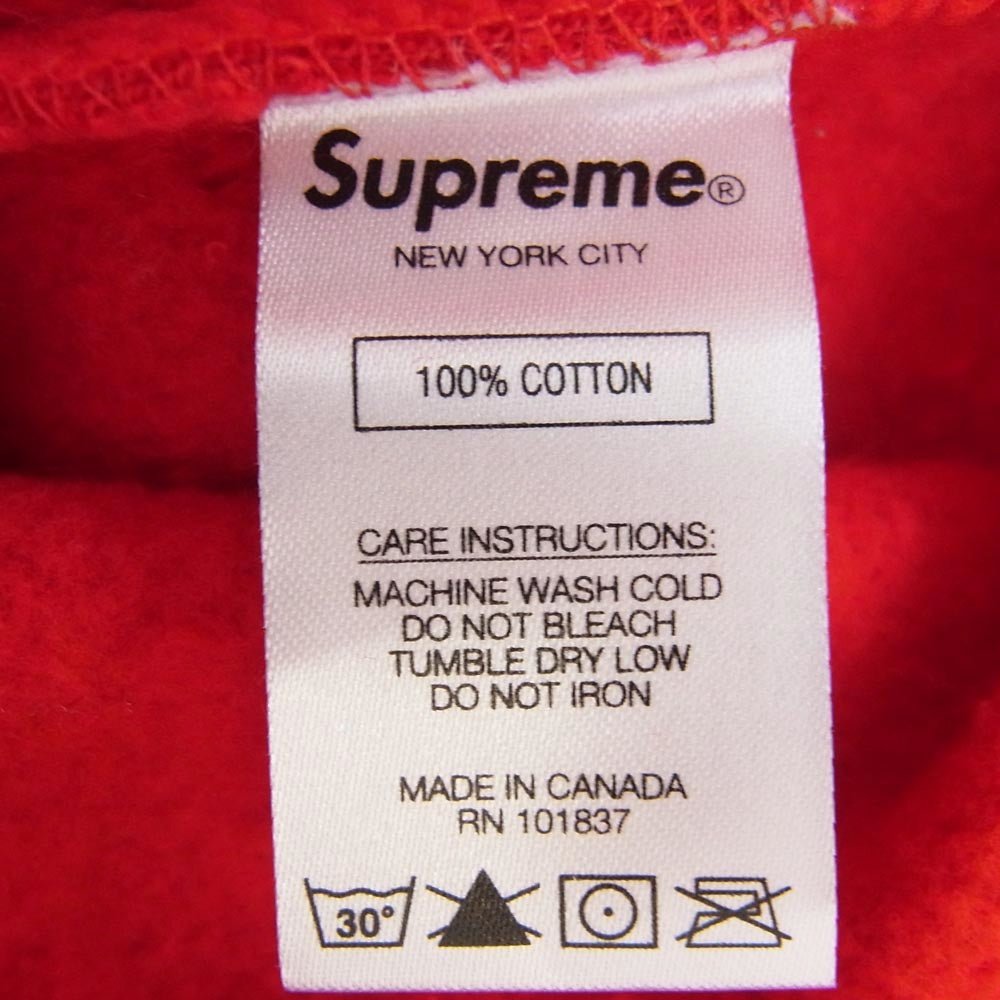 Supreme®
NEW YORK CITY
100% COTTON
CARE INSTRUCTIONS:
MACHINE WASH COLD
DO NOT BLEACH
TUMBLE DRY LOW
DO NOT IRON
MADE IN CANADA
RN 101837
30°